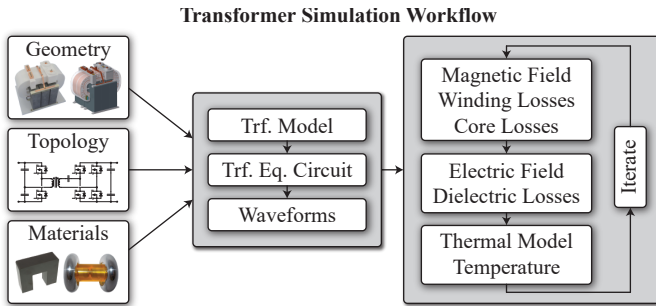 Transformer Simulation Workflow
Geometry
Topology
Materials
Trf. Model
Trf. Eq. Circuit
Waveforms
Magnetic Field
Winding Losses
Core Losses
Electric Field
Dielectric Losses
Thermal Model
Temperature
Iterate